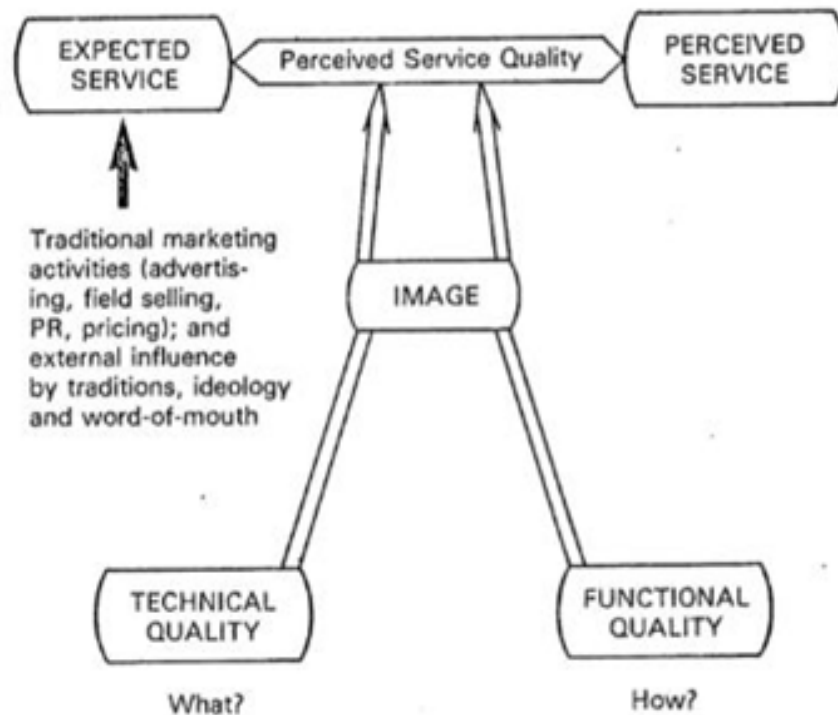 EXPECTED
SERVICE
Perceived Service Quality
PERCEIVED
SERVICE
Traditional marketing
activities (advertis-
ing, field selling,
PR, pricing); and
external influence
by traditions, ideology
and word-of-mouth
IMAGE
TECHNICAL
QUALITY
FUNCTIONAL
QUALITY
What?
How?